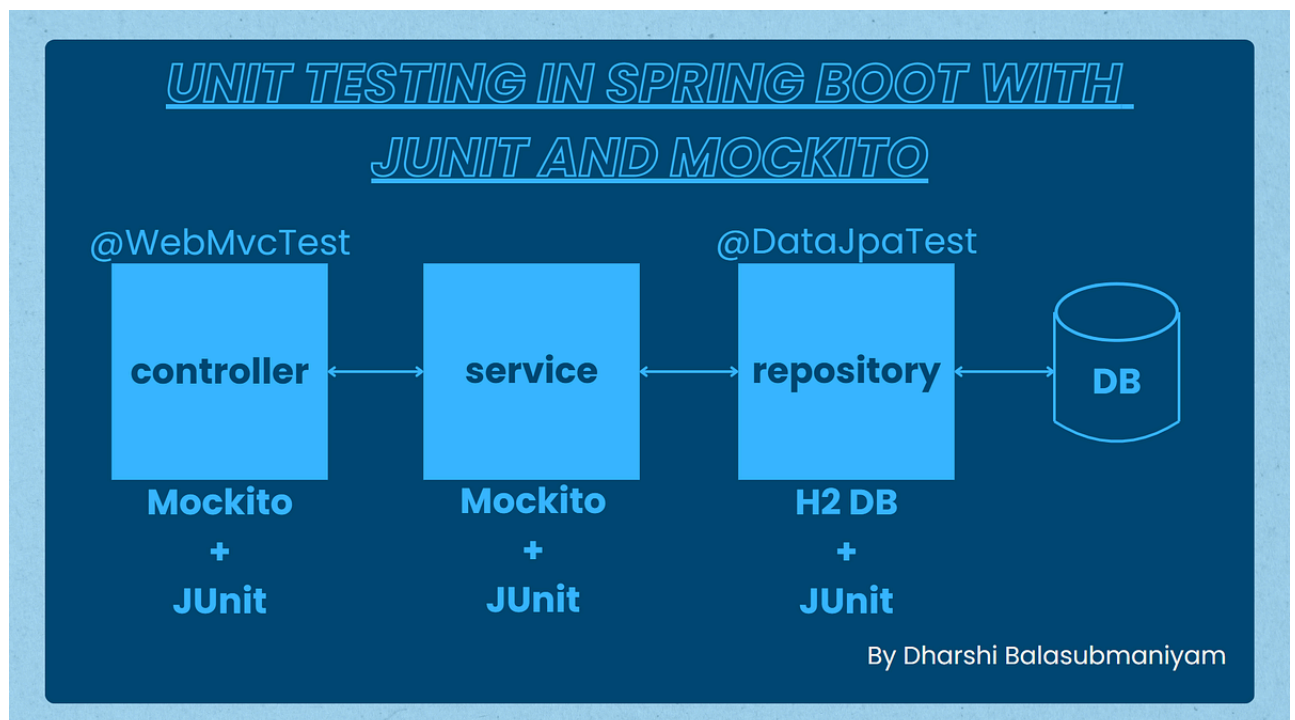 UNIT TESTING IN SPRING BOOT WITH
JUNIT AND MOCKITO
@WebMvcTest
@DataJpaTest
controller
service
repository
DB
Mockito
+
JUnit
Mockito
+
JUnit
H2 DB
+
JUnit
By Dharshi Balasubmaniyam